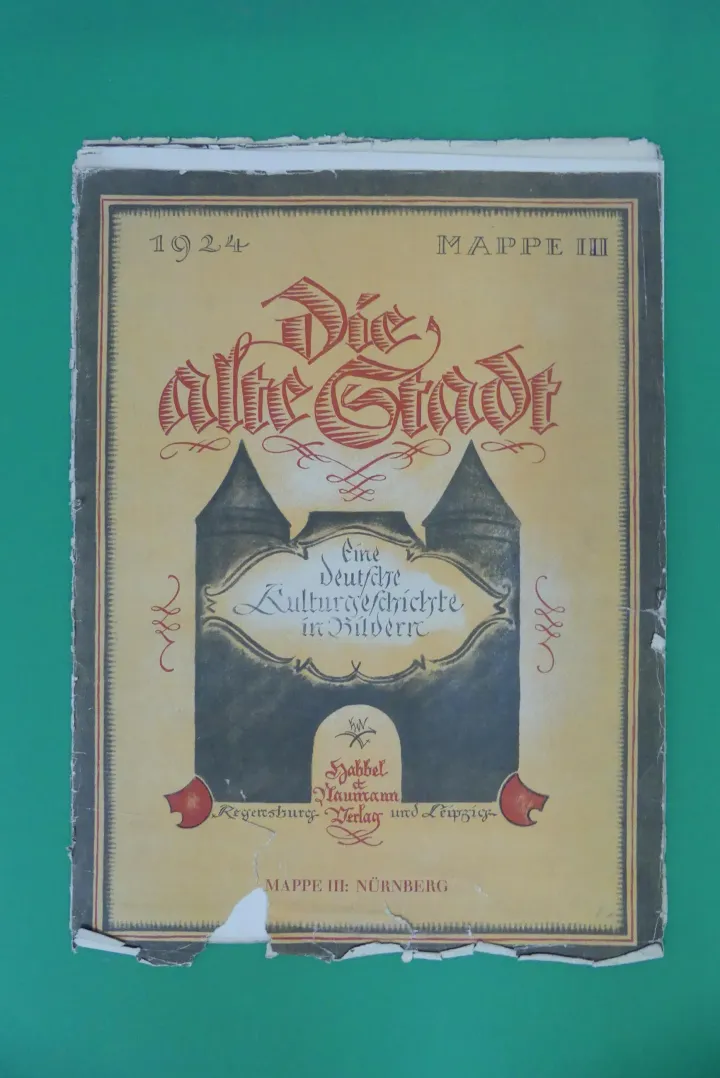 1924
MAPPE III
Die
alte Stadt
Eine
deutsche
Kulturgeschichte
in Bildern
Habbel
&
Naumann
Verlag
Regensburg und Leipzig
MAPPE III: NÜRNBERG